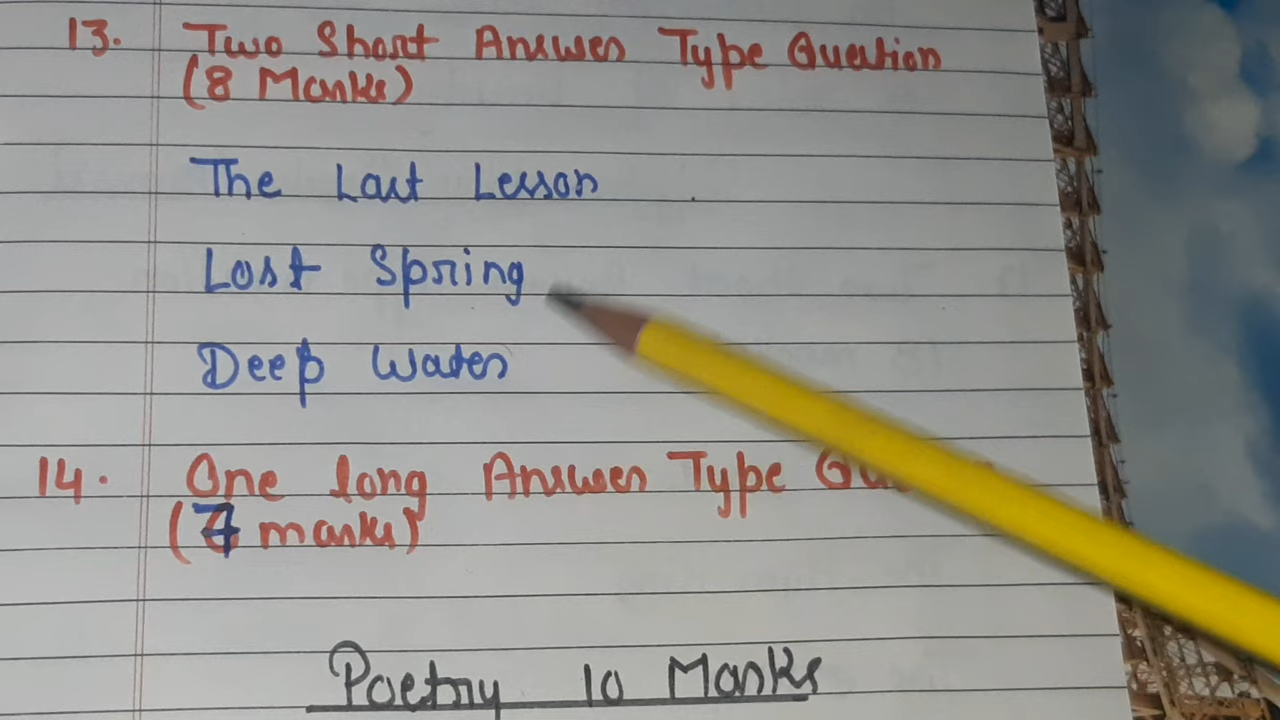 13. Two Short Answer Type Question
(8 Marks)
The Last Lesson
Lost Spring
Deep Water
14. One long Answer Type
(7 marks)
Poetry 10 Marks